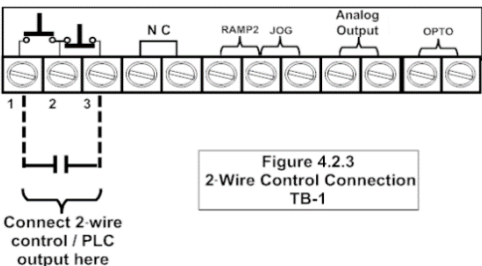 N C
RAMP2 JOG
Analog
Output
OPTO
1 2 3
Figure 4.2.3
2-Wire Control Connection
TB-1
Connect 2-wire
control / PLC
output here